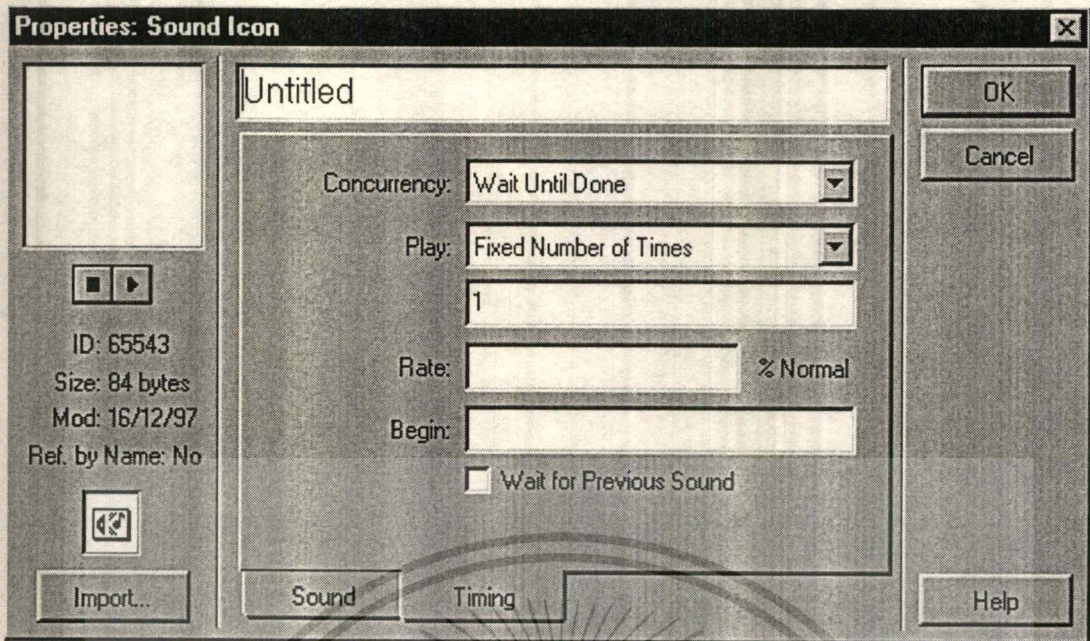 Properties: Sound Icon
Untitled
OK
Cancel
Concurrency: Wait Until Done
Play: Fixed Number of Times
1
ID: 65543
Size: 84 bytes
Mod: 16/12/97
Ref. by Name: No
Rate: % Normal
Begin:
Wait for Previous Sound
Import...
Sound
Timing
Help